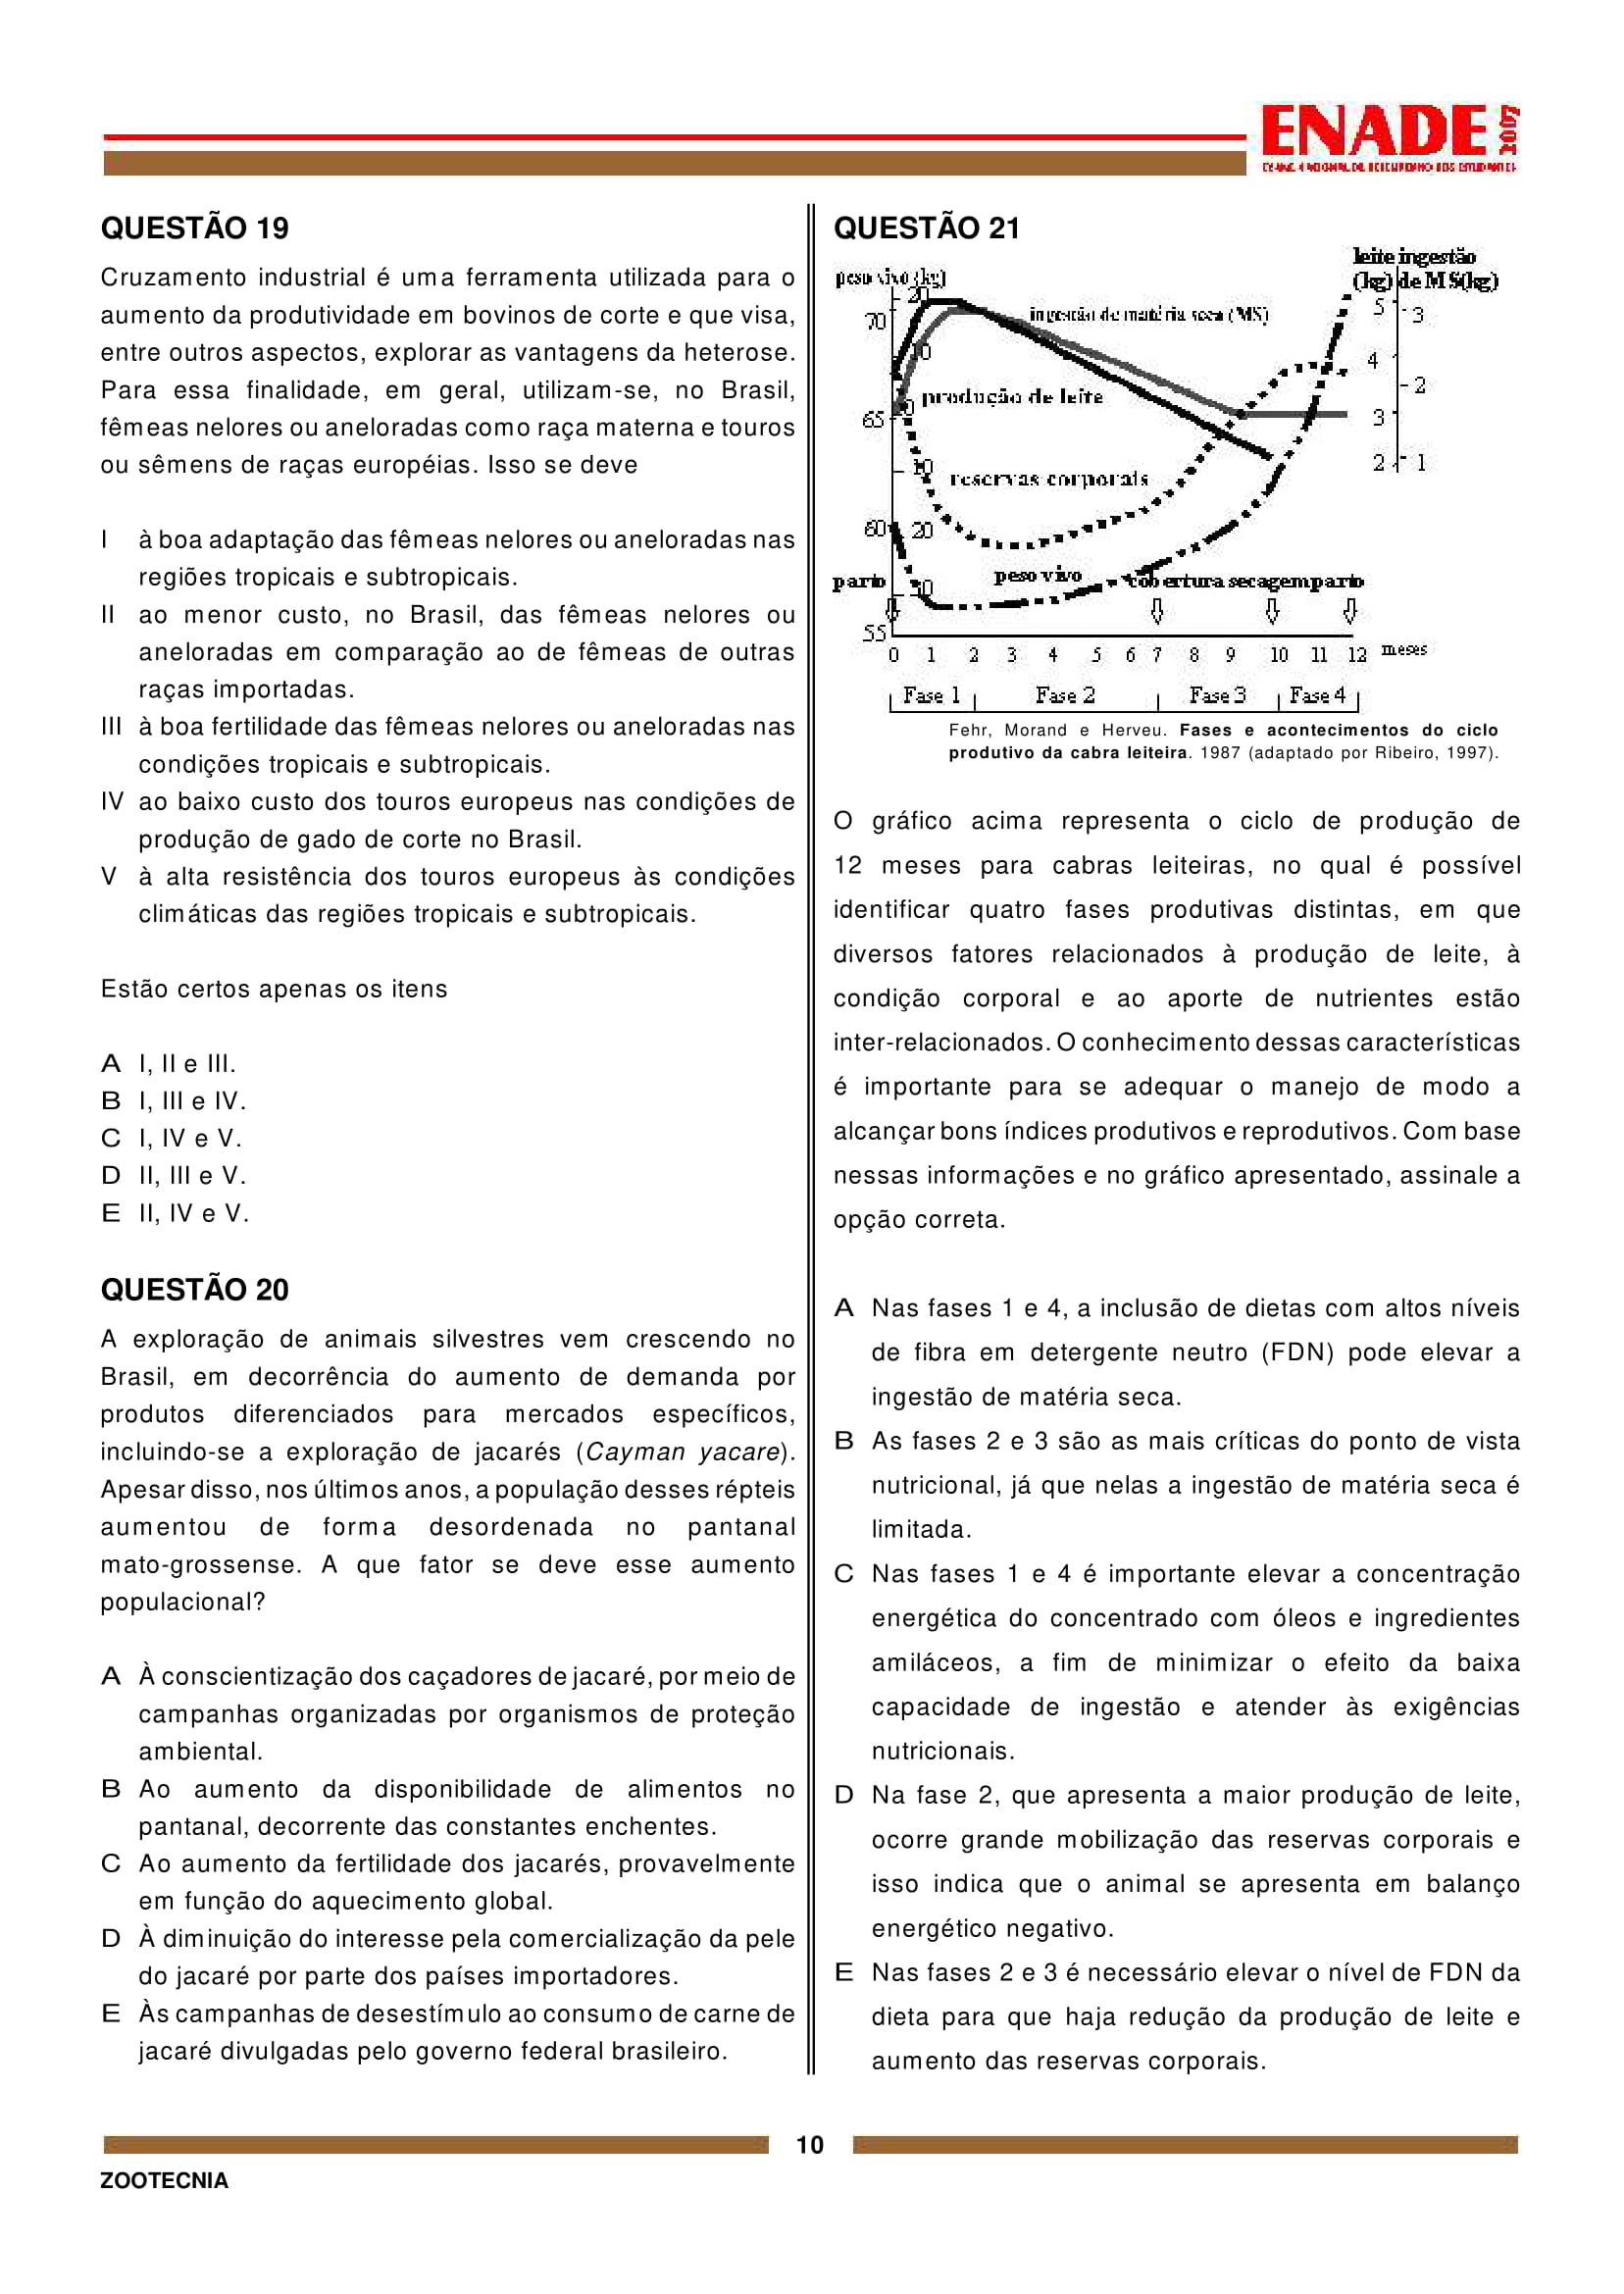 ENADE 2007
QUESTÃO 19
Cruzamento industrial é uma ferramenta utilizada para o
aumento da produtividade em bovinos de corte e que visa,
entre outros aspectos, explorar as vantagens da heterose.
Para essa finalidade, em geral, utilizam-se, no Brasil,
fêmeas nelores ou aneloradas como raça materna e touros
ou sêmens de raças européias. Isso se deve
I à boa adaptação das fêmeas nelores ou aneloradas nas
regiões tropicais e subtropicais.
II ao menor custo, no Brasil, das fêmeas nelores ou
aneloradas em comparação ao de fêmeas de outras
raças importadas.
III à boa fertilidade das fêmeas nelores ou aneloradas nas
condições tropicais e subtropicais.
IV ao baixo custo dos touros europeus nas condições de
produção de gado de corte no Brasil.
V à alta resistência dos touros europeus às condições
climáticas das regiões tropicais e subtropicais.
Estão certos apenas os itens
A I, II e III.
B I, III e IV.
C I, IV e V.
D II, III e V.
E II, IV e V.
QUESTÃO 20
A exploração de animais silvestres vem crescendo no
Brasil, em decorrência do aumento de demanda por
produtos diferenciados para mercados específicos,
incluindo-se a exploração de jacarés (Cayman yacare).
Apesar disso, nos últimos anos, a população desses répteis
aumentou de forma desordenada no pantanal
mato-grossense. A que fator se deve esse aumento
populacional?
A À conscientização dos caçadores de jacaré, por meio de
campanhas organizadas por organismos de proteção
ambiental.
B Ao aumento da disponibilidade de alimentos no
pantanal, decorrente das constantes enchentes.
C Ao aumento da fertilidade dos jacarés, provavelmente
em função do aquecimento global.
D À diminuição do interesse pela comercialização da pele
do jacaré por parte dos países importadores.
E Às campanhas de desestímulo ao consumo de carne de
jacaré divulgadas pelo governo federal brasileiro.
QUESTÃO 21
leite ingestão
peso vivo (kg) (kg) de MS(kg)
20 5 3
70 ingestão de matéria seca (MS)
10 4
2
produção de leite
65 0 3
10 reservas corporais 2 1
60 20
parto 30 peso vivo cobertura secagem parto
55
0 1 2 3 4 5 6 7 8 9 10 11 12 meses
Fase 1 Fase 2 Fase 3 Fase 4
Fehr, Morand e Herveu. Fases e acontecimentos do ciclo
produtivo da cabra leiteira. 1987 (adaptado por Ribeiro, 1997).
O gráfico acima representa o ciclo de produção de
12 meses para cabras leiteiras, no qual é possível
identificar quatro fases produtivas distintas, em que
diversos fatores relacionados à produção de leite, à
condição corporal e ao aporte de nutrientes estão
inter-relacionados. O conhecimento dessas características
é importante para se adequar o manejo de modo a
alcançar bons índices produtivos e reprodutivos. Com base
nessas informações e no gráfico apresentado, assinale a
opção correta.
A Nas fases 1 e 4, a inclusão de dietas com altos níveis
de fibra em detergente neutro (FDN) pode elevar a
ingestão de matéria seca.
B As fases 2 e 3 são as mais críticas do ponto de vista
nutricional, já que nelas a ingestão de matéria seca é
limitada.
C Nas fases 1 e 4 é importante elevar a concentração
energética do concentrado com óleos e ingredientes
amiláceos, a fim de minimizar o efeito da baixa
capacidade de ingestão e atender às exigências
nutricionais.
D Na fase 2, que apresenta a maior produção de leite,
ocorre grande mobilização das reservas corporais e
isso indica que o animal se apresenta em balanço
energético negativo.
E Nas fases 2 e 3 é necessário elevar o nível de FDN da
dieta para que haja redução da produção de leite e
aumento das reservas corporais.
10
ZOOTECNIA